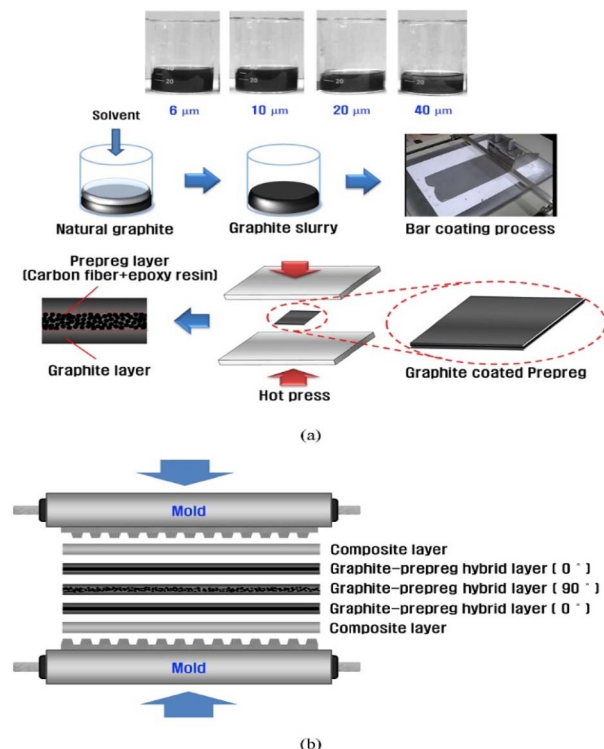 20
20
20
20
6 μm
10 μm
20 μm
40 μm
Solvent
Natural graphite
Graphite slurry
Bar coating process
Prepreg layer
(Carbon fiber+epoxy resin)
Graphite layer
Hot press
Graphite coated Prepreg
(a)
Mold
Composite layer
Graphite-prepreg hybrid layer ( 0 ° )
Graphite-prepreg hybrid layer ( 90 ° )
Graphite-prepreg hybrid layer ( 0 ° )
Composite layer
Mold
(b)